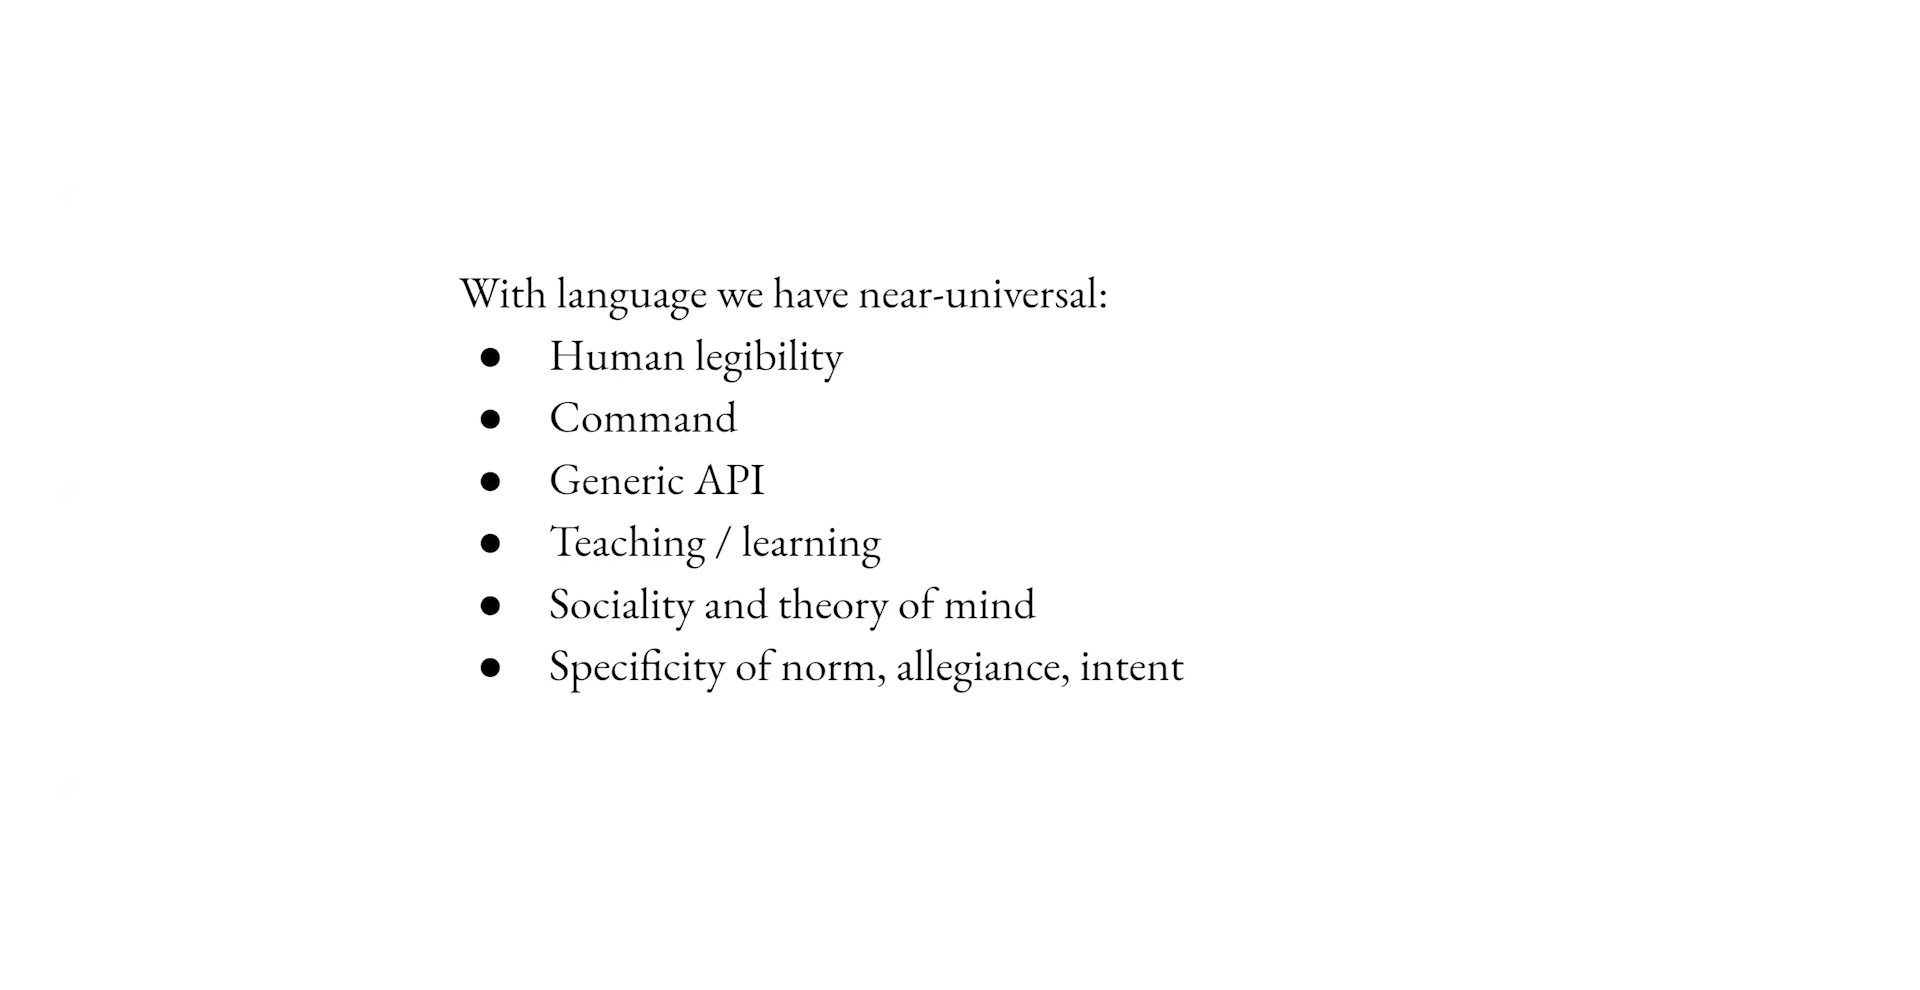 With language we have near-universal:
● Human legibility
● Command
● Generic API
● Teaching / learning
● Sociality and theory of mind
● Specificity of norm, allegiance, intent